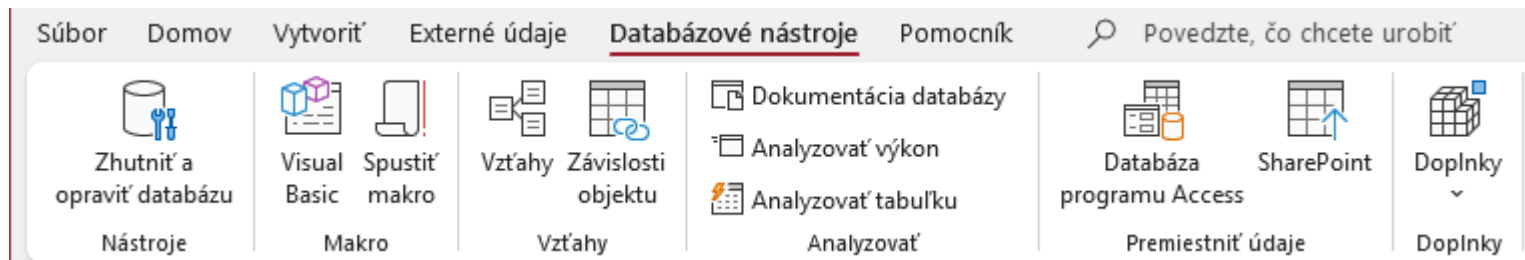 Súbor Domov Vytvoriť Externé údaje Databázové nástroje Pomocník Povedzte, čo chcete urobiť
Zhutniť a
opraviť databázu
Nástroje
Visual
Basic
Spustiť
makro
Makro
Vzťahy
Závislosti
objektu
Vzťahy
Dokumentácia databázy
Analyzovať výkon
Analyzovať tabuľku
Analyzovať
Databáza
programu Access
SharePoint
Premiestniť údaje
Doplnky
Doplnky